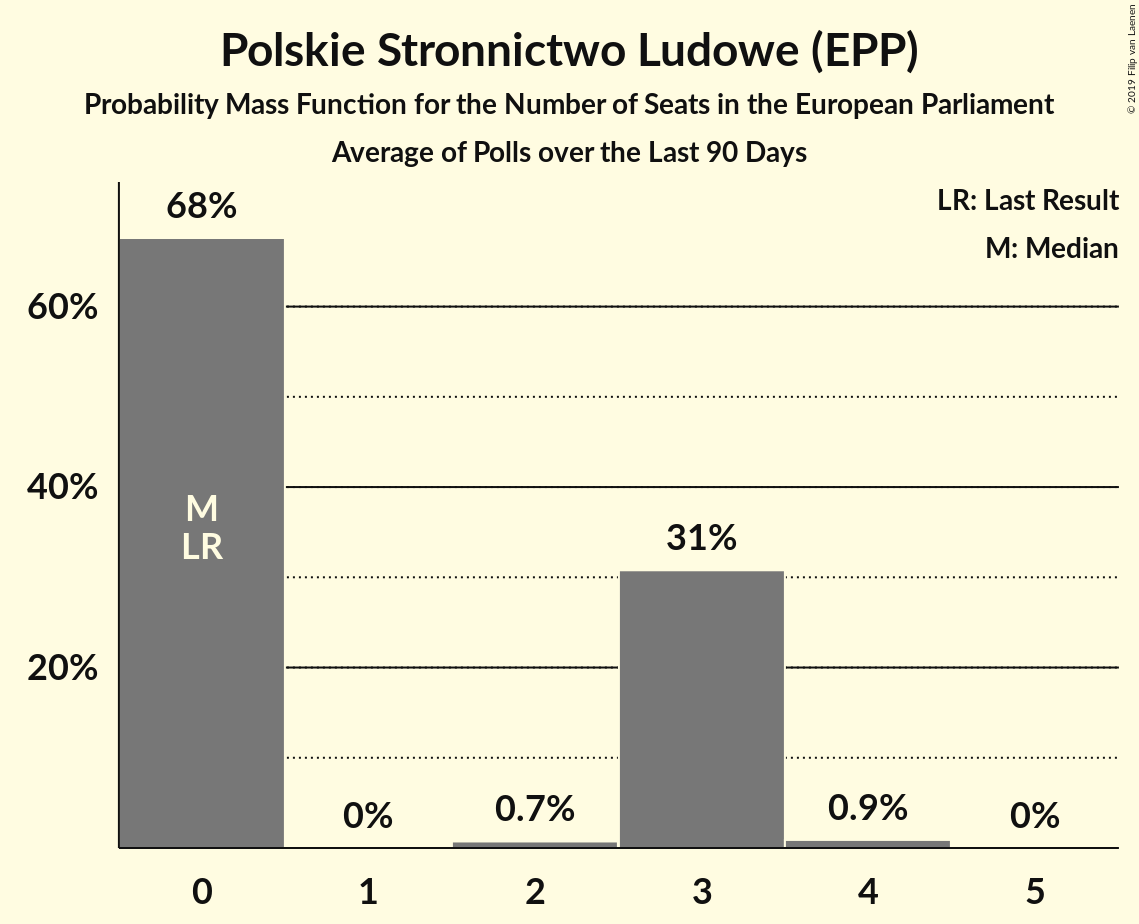 Polskie Stronnictwo Ludowe (EPP)
Probability Mass Function for the Number of Seats in the European Parliament
Average of Polls over the Last 90 Days
© 2019 Filip van Laenen
LR: Last Result
M: Median
68%
60%
40%
20%
M
LR
0%
0.7%
31%
0.9%
0%
0
1
2
3
4
5